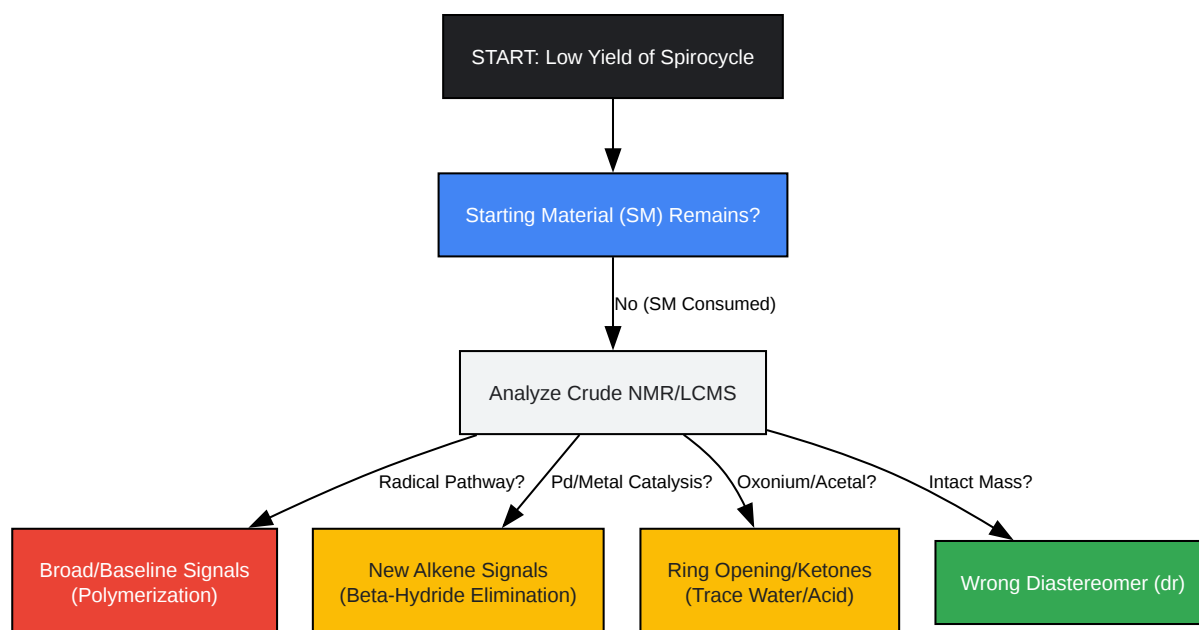 START: Low Yield of Spirocycle
Starting Material (SM) Remains?
No (SM Consumed)
Analyze Crude NMR/LCMS
Radical Pathway?
Pd/Metal Catalysis?
Oxonium/Acetal?
Intact Mass?
Broad/Baseline Signals
(Polymerization)
New Alkene Signals
(Beta-Hydride Elimination)
Ring Opening/Ketones
(Trace Water/Acid)
Wrong Diastereomer (dr)